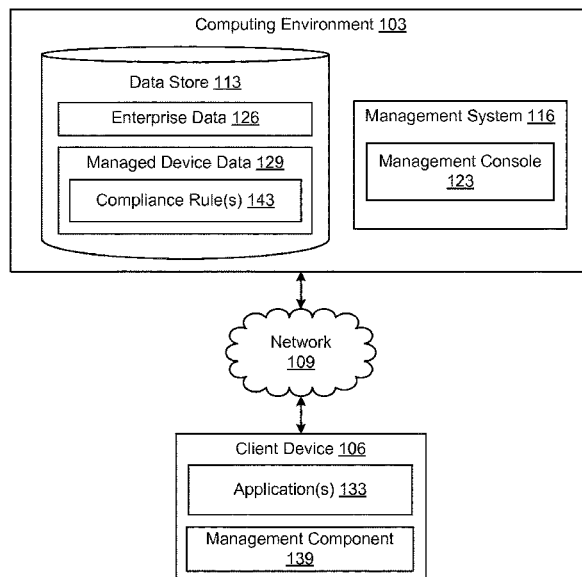 Computing Environment 103
Data Store 113
Enterprise Data 126
Management System 116
Managed Device Data 129
Management Console
123
Compliance Rule(s) 143
Network
109
Client Device 106
Application(s) 133
Management Component
139